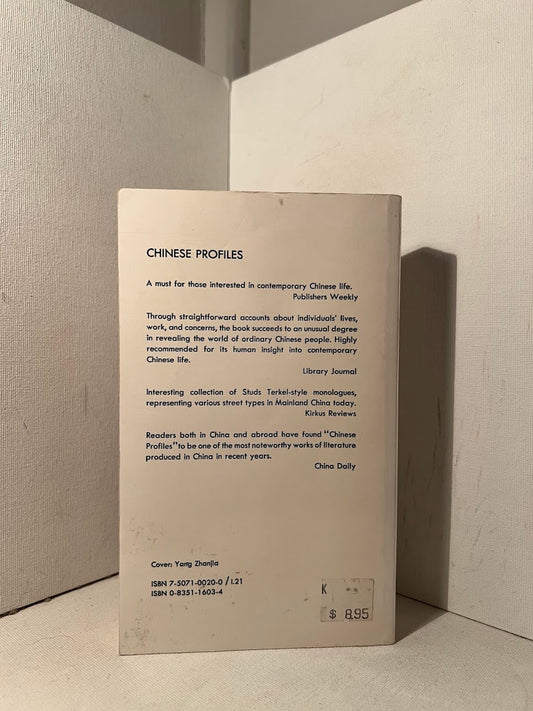 CHINESE PROFILES
A must for those interested in contemporary Chinese life.
Publishers Weekly
Through straightforward accounts about individuals' lives,
work, and concerns, the book succeeds to an unusual degree
in revealing the world of ordinary Chinese people. Highly
recommended for its human insight into contemporary
Chinese life.
Library Journal
Interesting collection of Studs Terkel-style monologues,
representing various street types in Mainland China today.
Kirkus Reviews
Readers both in China and abroad have found "Chinese
Profiles"to be one of the most noteworthy works of literature
produced in China in recent years.
China Daily
Cover: Yang Zhanjia
ISBN 7-5071-0020-0 / I.21
ISBN 0-8351-1603-4
K
$ 8.95